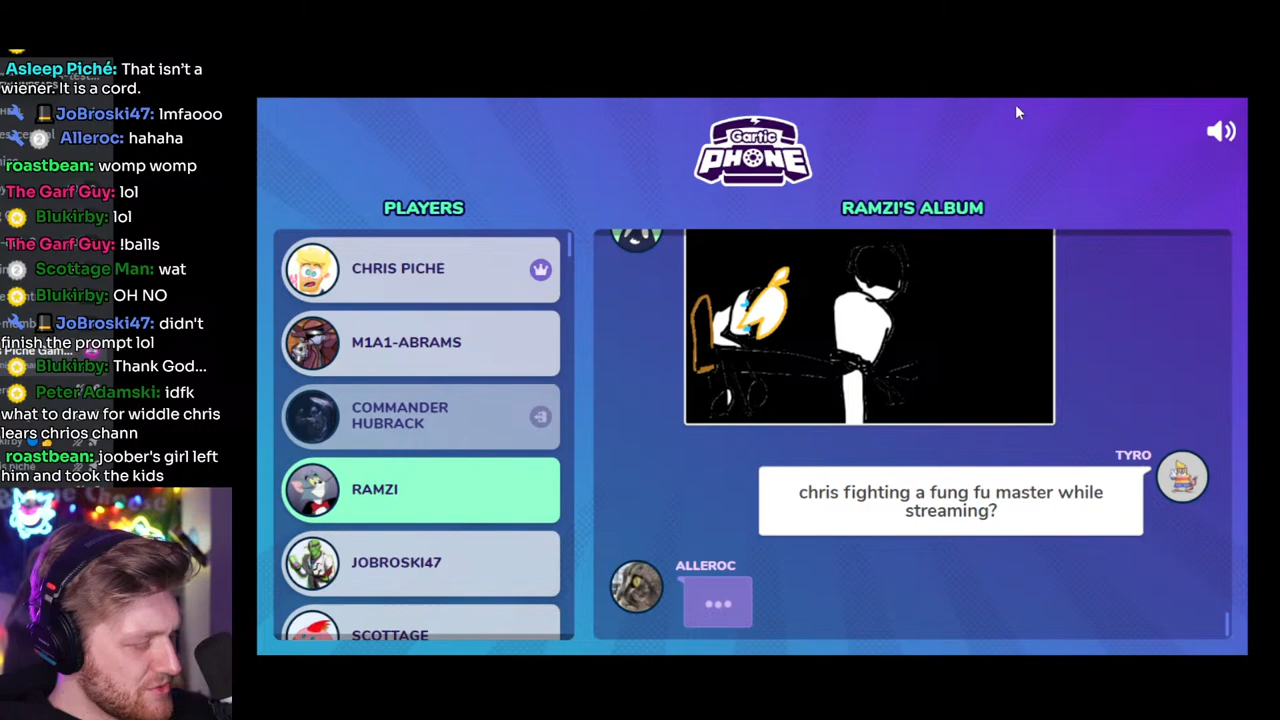 Asleep Piché: That isn't a
wiener. It is a cord.
JoBroski47: lmfaooo
Alleroc: hahaha
roastbean: womp womp
The Garf Guy: lol
Blukirby: lol
The Garf Guy: !balls
Scottage Man: wat
Blukirby: OH NO
JoBroski47: didn't
finish the prompt lol
Blukirby: Thank God...
Peter Adamski: idfk
what to draw for widdle chris
lears chrios chann
roastbean: joober's girl left
him and took the kids
Gartic
PHONE
PLAYERS
CHRIS PICHE
M1A1-ABRAMS
COMMANDER
HUBRACK
RAMZI
JOBROSKI47
SCOTTAGE
RAMZI'S ALBUM
TYRO
chris fighting a fung fu master while
streaming?
ALLEROC
...